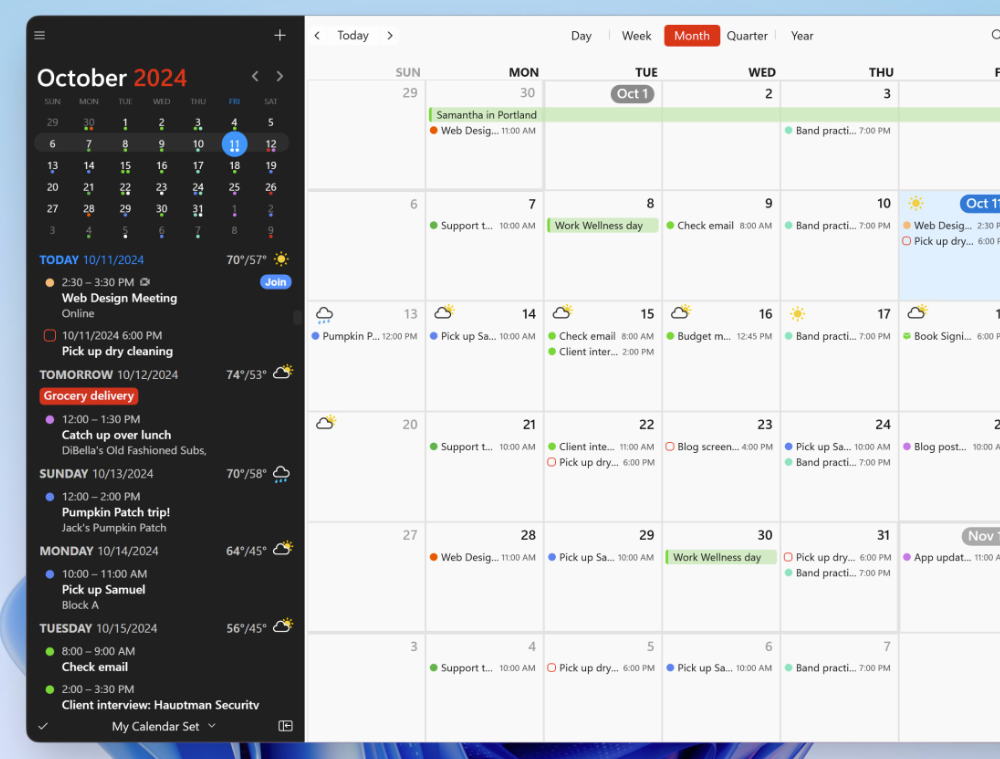 October 2024
SUN MON TUE WED THU FRI SAT
29 30 1 2 3 4 5
6 7 8 9 10 11 12
13 14 15 16 17 18 19
20 21 22 23 24 25 26
27 28 29 30 31 1 2
3 4 5 6 7 8 9
TODAY 10/11/2024 70°/57°
2:30 – 3:30 PM Join
Web Design Meeting
Online
10/11/2024 6:00 PM
Pick up dry cleaning
TOMORROW 10/12/2024 74°/53°
Grocery delivery
12:00 – 1:30 PM
Catch up over lunch
DiBella's Old Fashioned Subs,
SUNDAY 10/13/2024 70°/58°
12:00 – 2:00 PM
Pumpkin Patch trip!
Jack's Pumpkin Patch
MONDAY 10/14/2024 64°/45°
10:00 – 11:00 AM
Pick up Samuel
Block A
TUESDAY 10/15/2024 56°/45°
8:00 – 9:00 AM
Check email
2:00 – 3:30 PM
Client interview: Hauptman Security
My Calendar Set
Today Day Week Month Quarter Year
SUN MON TUE WED THU F
29 30 Oct 1 2 3
Samantha in Portland
Web Desig... 11:00 AM Band practi... 7:00 PM
6 7 8 9 10 Oct 11
Support t... 10:00 AM Work Wellness day Check email 8:00 AM Band practi... 7:00 PM Web Desig... 2:30 P
Pick up dry... 6:00 P
13 14 15 16 17 1
Pumpkin P... 12:00 PM Pick up Sa... 10:00 AM Check email 8:00 AM Budget m... 12:45 PM Band practi... 7:00 PM Book Signi... 6:00 P
Client inter... 2:00 PM
20 21 22 23 24 2
Support t... 10:00 AM Client inte... 11:00 AM Blog screen... 4:00 PM Pick up Sa... 10:00 AM Blog post... 10:00 A
Pick up dry... 6:00 PM Band practi... 7:00 PM
27 28 29 30 31 Nov 1
Web Desig... 11:00 AM Pick up Sa... 10:00 AM Work Wellness day Pick up dry... 6:00 PM App updat... 11:00 A
Band practi... 7:00 PM
3 4 5 6 7
Support t... 10:00 AM Pick up dry... 6:00 PM Pick up Sa... 10:00 AM Band practi... 7:00 PM